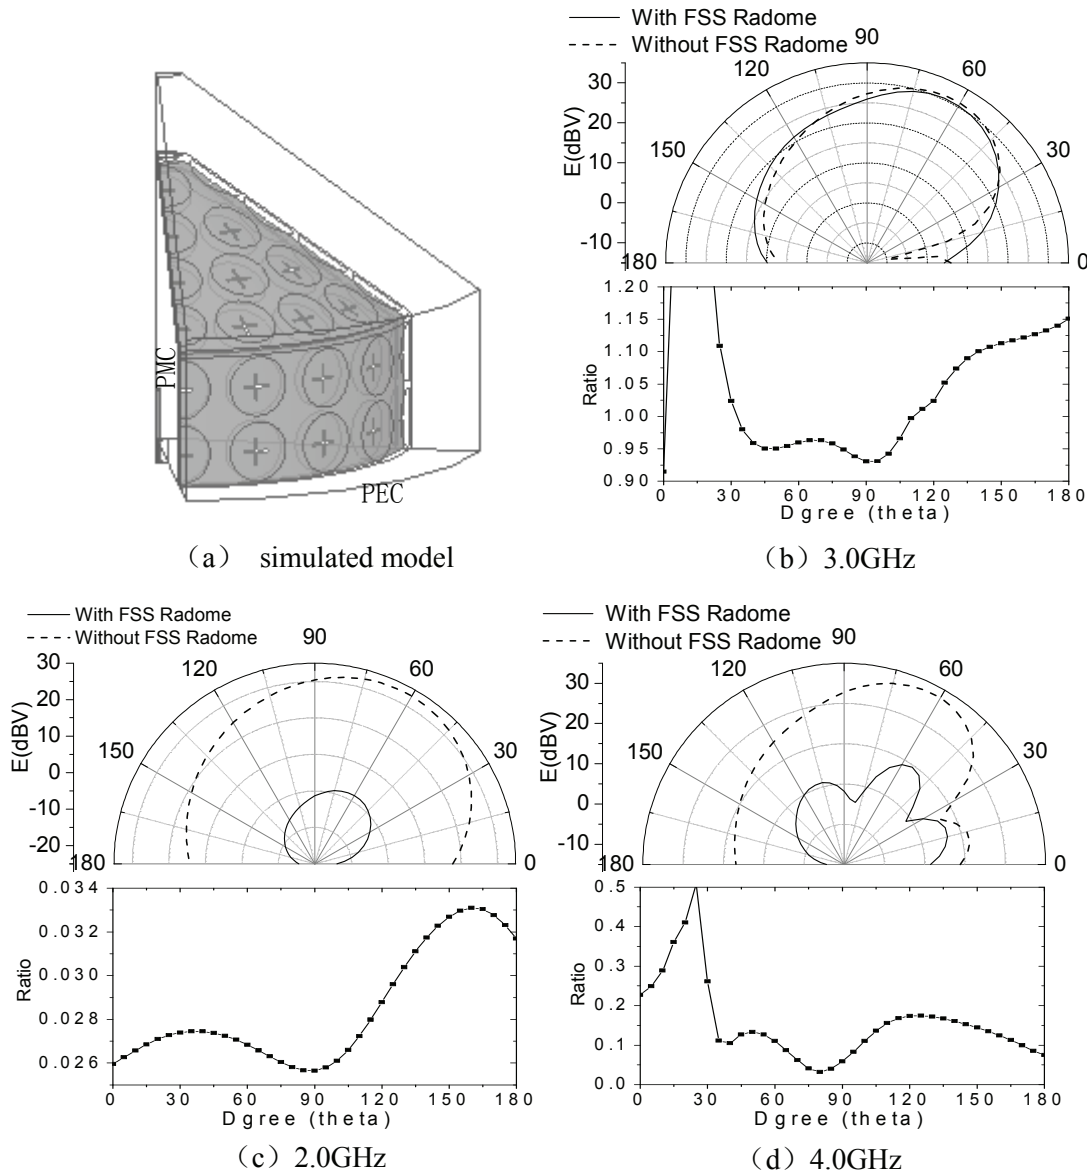 PMC
PEC
(a) simulated model
With FSS Radome
Without FSS Radome
90
120
60
150
30
180
0
E(dBV)
35
30
20
10
0
-10
Ratio
1.20
1.15
1.10
1.05
1.00
0.95
0.90
0 30 60 90 120 150 180
Dgree (theta)
(b) 3.0GHz
With FSS Radome
Without FSS Radome
90
120
60
150
30
180
0
E(dBV)
30
20
10
0
-10
-20
Ratio
0.034
0.032
0.030
0.028
0.026
0 30 60 90 120 150 180
Dgree (theta)
(c) 2.0GHz
With FSS Radome
Without FSS Radome
90
120
60
150
30
180
0
E(dBV)
30
20
10
0
-10
Ratio
0.5
0.4
0.3
0.2
0.1
0.0
0 30 60 90 120 150 180
Dgree (theta)
(d) 4.0GHz